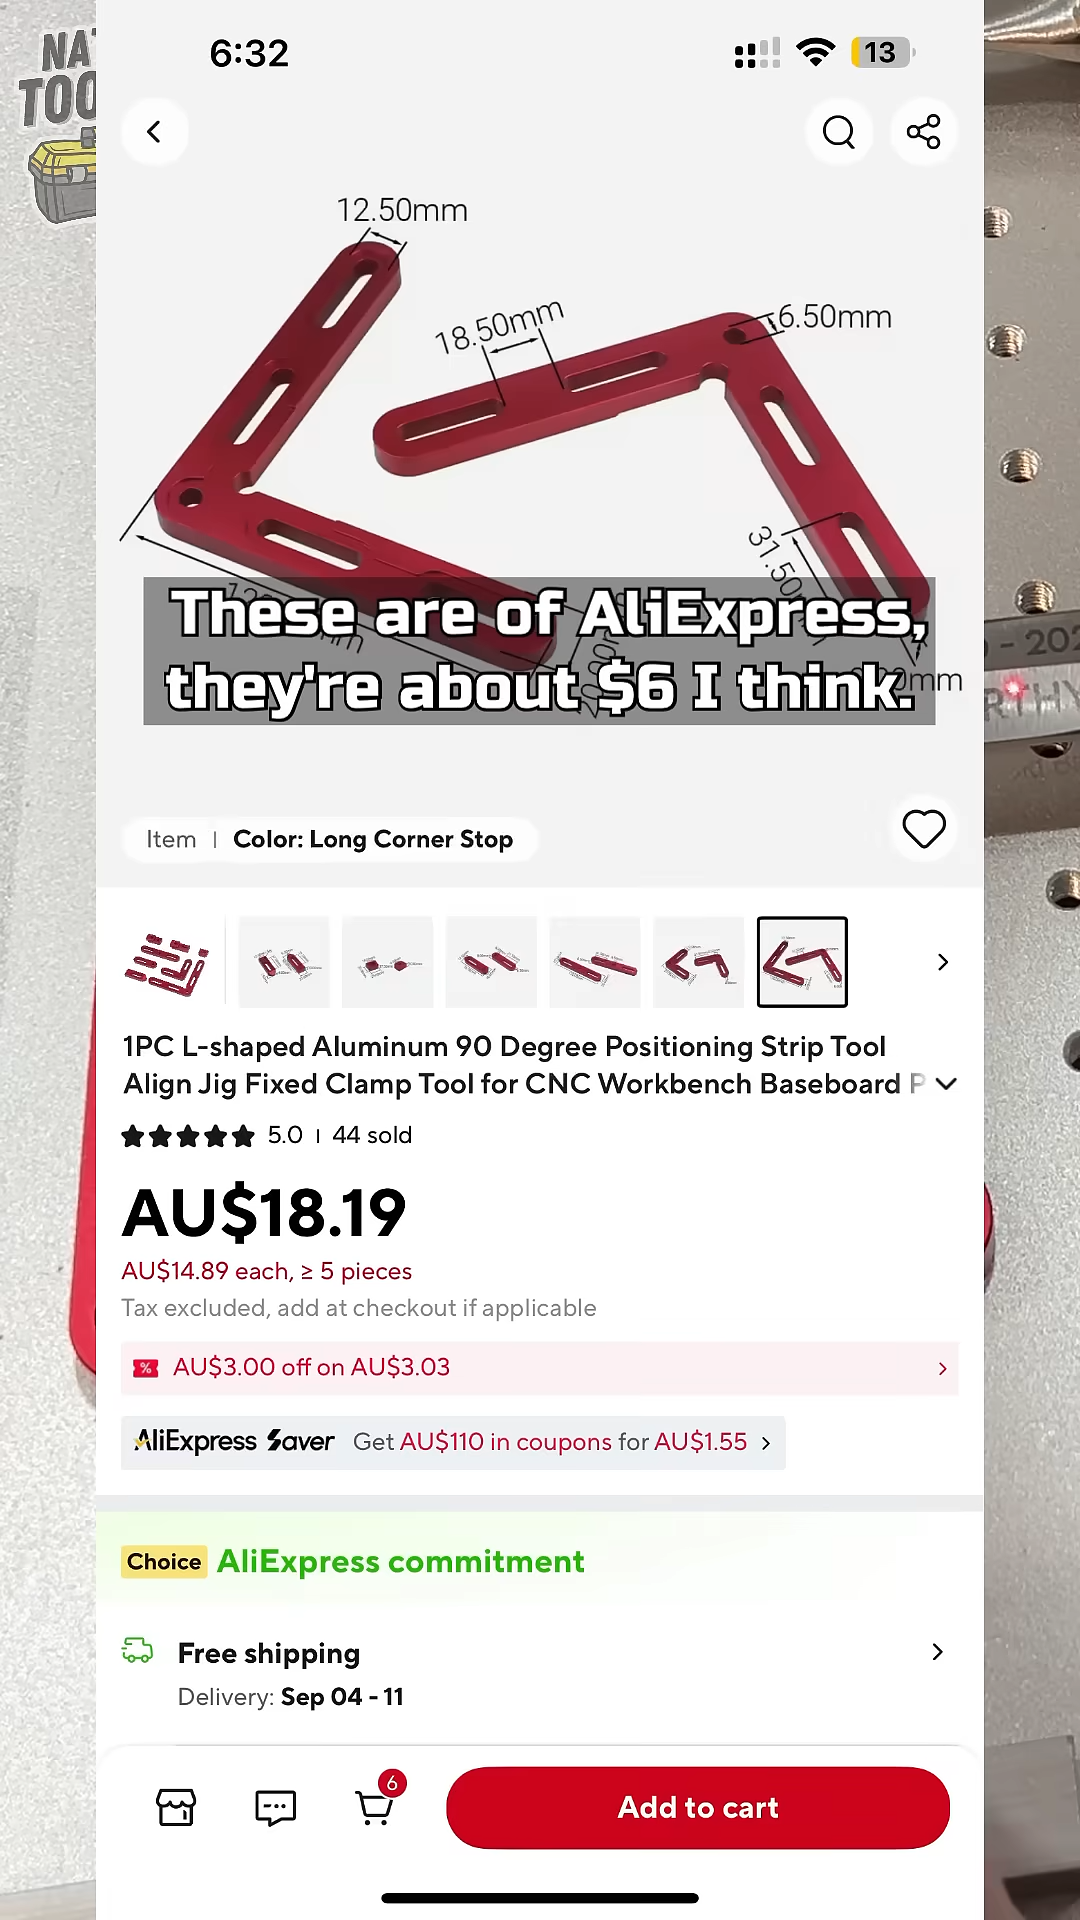 6:32
13
12.50mm
18.50mm
6.50mm
These are of AliExpress,
they're about $6 I think.
Item | Color: Long Corner Stop
1PC L-shaped Aluminum 90 Degree Positioning Strip Tool
Align Jig Fixed Clamp Tool for CNC Workbench Baseboard P
5.0 | 44 sold
AU$18.19
AU$14.89 each, ≥ 5 pieces
Tax excluded, add at checkout if applicable
% AU$3.00 off on AU$3.03
AliExpress Saver Get AU$110 in coupons for AU$1.55
Choice AliExpress commitment
Free shipping
Delivery: Sep 04 - 11
6
Add to cart